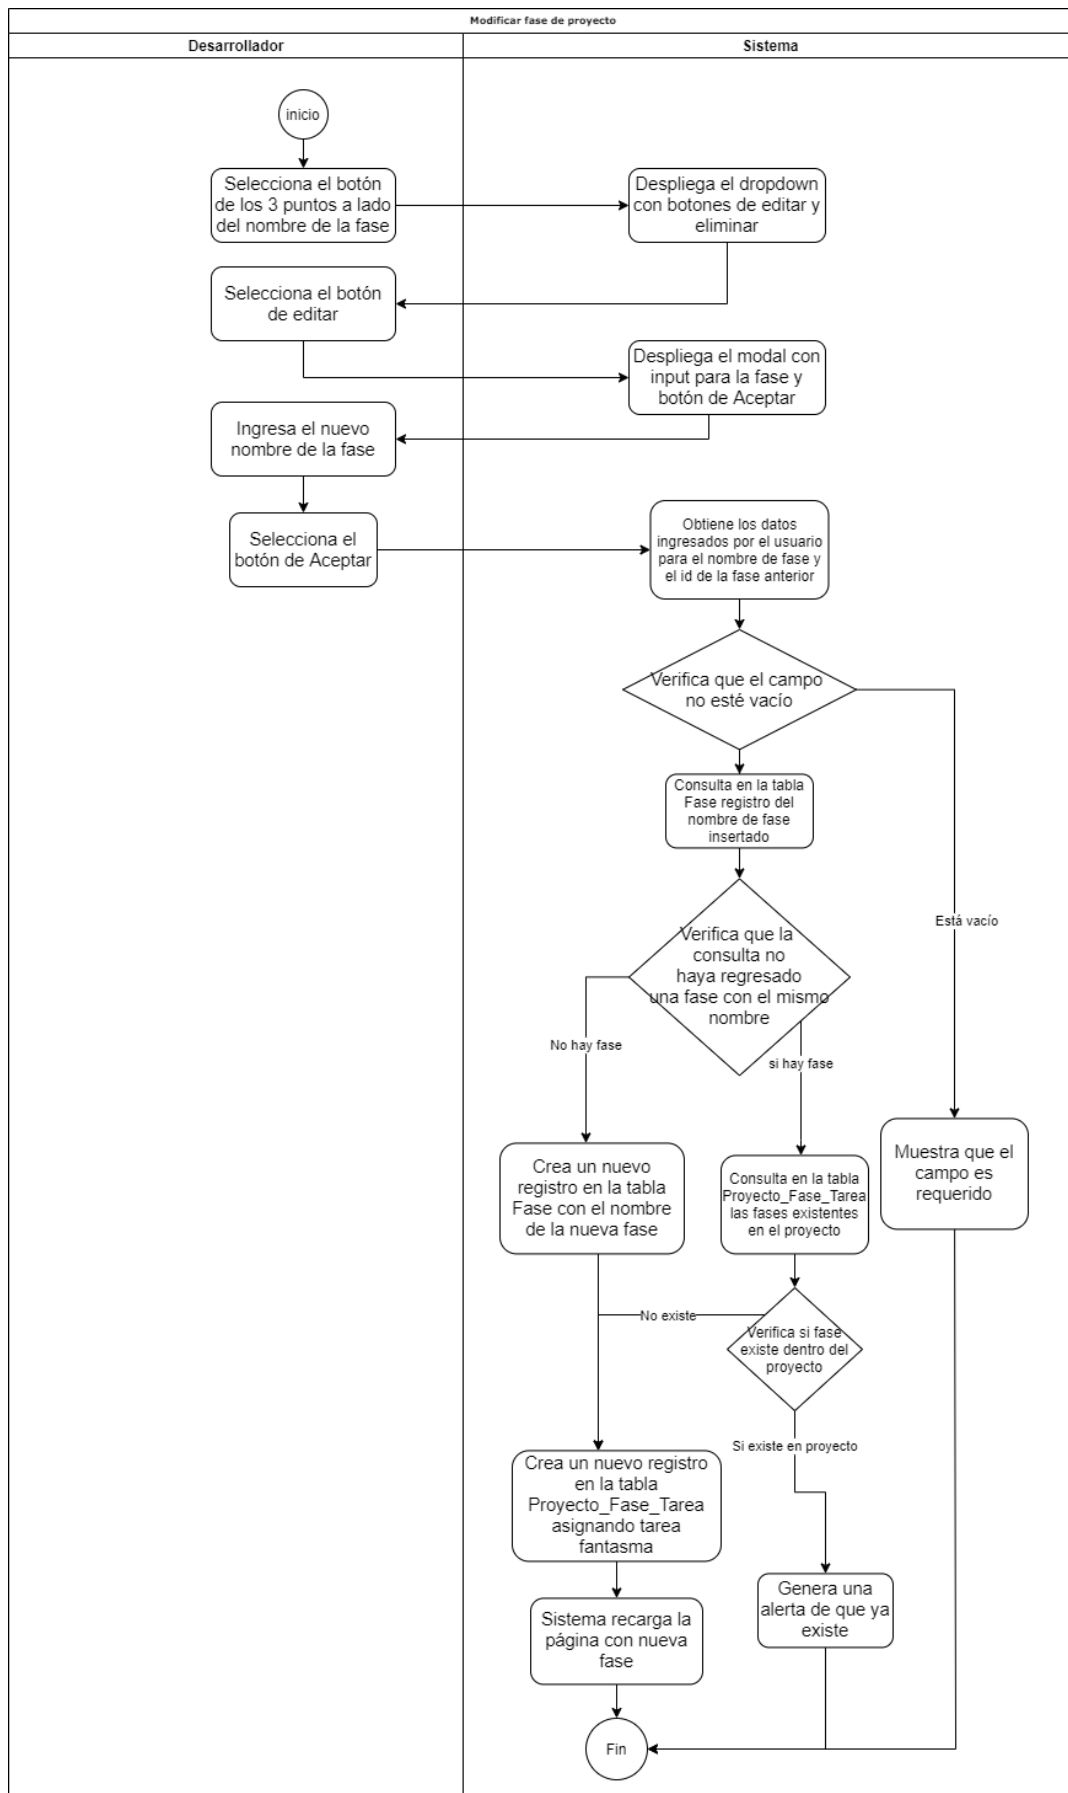 Modificar fase de proyecto
Desarrollador
Sistema
inicio
Selecciona el botón
de los 3 puntos a lado
del nombre de la fase
Despliega el dropdown
con botones de editar y
eliminar
Selecciona el botón
de editar
Despliega el modal con
input para la fase y
botón de Aceptar
Ingresa el nuevo
nombre de la fase
Selecciona el
botón de Aceptar
Obtiene los datos
ingresados por el usuario
para el nombre de fase y
el id de la fase anterior
Verifica que el campo
no esté vacío
Consulta en la tabla
Fase registro del
nombre de fase
insertado
Está vacío
Verifica que la
consulta no
haya regresado
una fase con el mismo
nombre
No hay fase
si hay fase
Crea un nuevo
registro en la tabla
Fase con el nombre
de la nueva fase
Consulta en la tabla
Proyecto_Fase_Tarea
las fases existentes
en el proyecto
Muestra que el
campo es
requerido
No existe
Verifica si fase
existe dentro del
proyecto
Si existe en proyecto
Crea un nuevo registro
en la tabla
Proyecto_Fase_Tarea
asignando tarea
fantasma
Genera una
alerta de que ya
existe
Sistema recarga la
página con nueva
fase
Fin